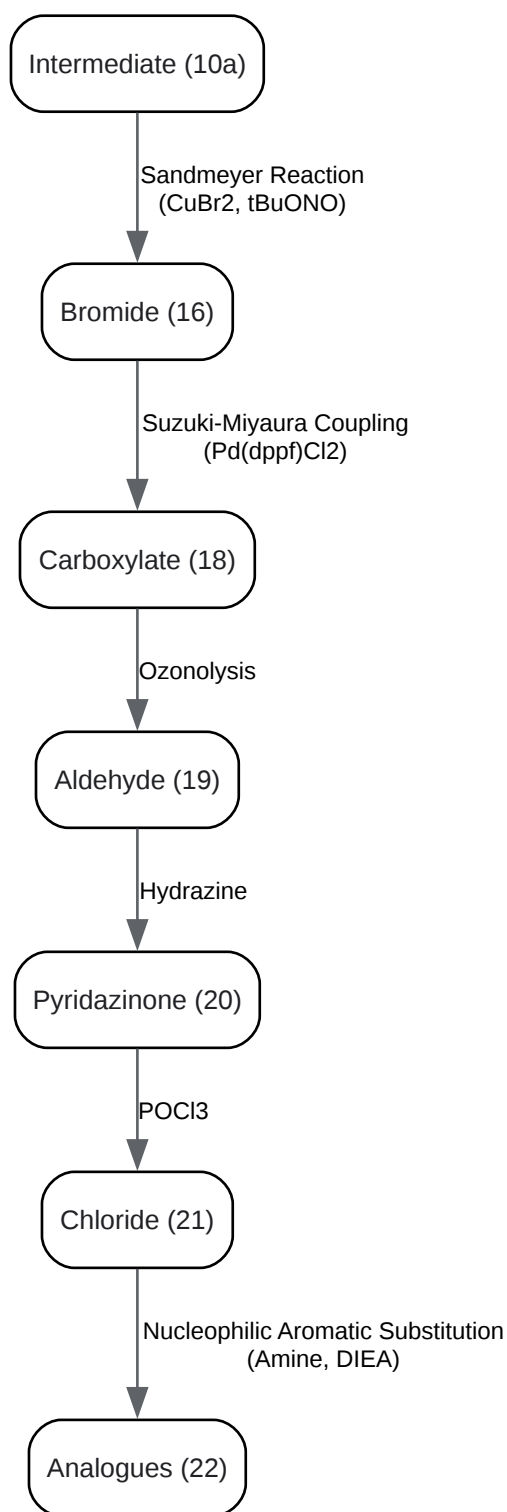 Intermediate (10a)
Sandmeyer Reaction
(CuBr2, tBuONO)
Bromide (16)
Suzuki-Miyaura Coupling
(Pd(dppf)Cl2)
Carboxylate (18)
Ozonolysis
Aldehyde (19)
Hydrazine
Pyridazinone (20)
POCl3
Chloride (21)
Nucleophilic Aromatic Substitution
(Amine, DIEA)
Analogues (22)